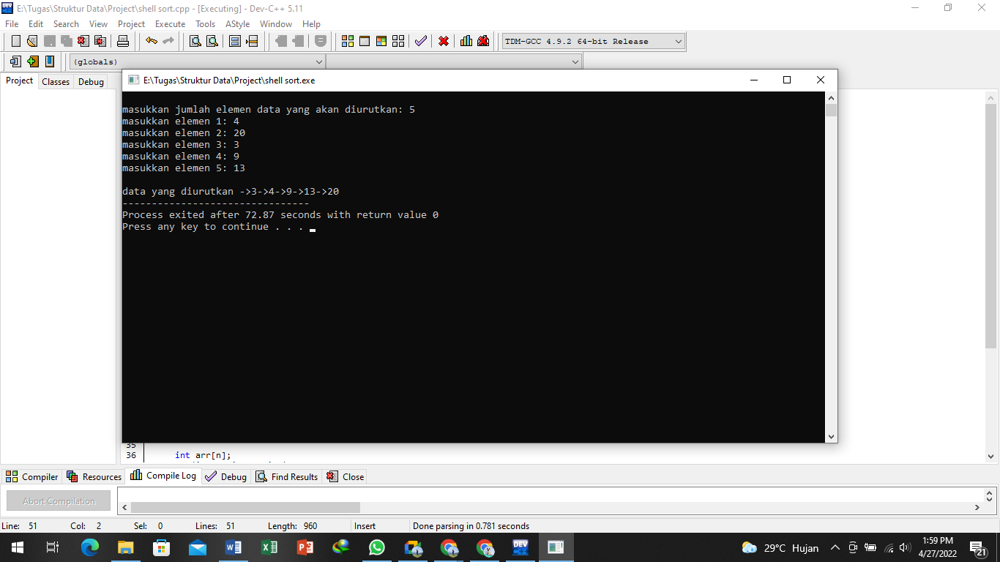 E:\Tugas\Struktur Data\Project\shell sort.cpp - [Executing] - Dev-C++ 5.11
File Edit Search View Project Execute Tools AStyle Window Help
TDM-GCC 4.9.2 64-bit Release
(globals)
Project Classes Debug
E:\Tugas\Struktur Data\Project\shell sort.exe
masukkan jumlah elemen data yang akan diurutkan: 5
masukkan elemen 1: 4
masukkan elemen 2: 20
masukkan elemen 3: 3
masukkan elemen 4: 9
masukkan elemen 5: 13
data yang diurutkan ->3->4->9->13->20
--------------------------------
Process exited after 72.87 seconds with return value 0
Press any key to continue . . .
35
36 int arr[n];
Compiler Resources Compile Log Debug Find Results Close
Abort Compilation
Line: 51 Col: 2 Sel: 0 Lines: 51 Length: 960 Insert Done parsing in 0.781 seconds
29°C Hujan
1:59 PM
4/27/2022
21